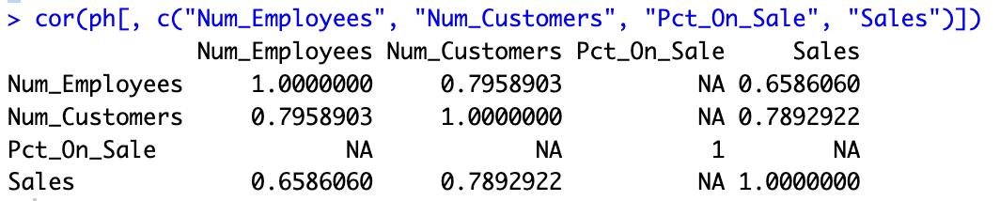 > cor(ph[, c("Num_Employees", "Num_Customers", "Pct_On_Sale", "Sales")])
Num_Employees Num_Customers Pct_On_Sale Sales
Num_Employees 1.0000000 0.7958903 NA 0.6586060
Num_Customers 0.7958903 1.0000000 NA 0.7892922
Pct_On_Sale NA NA 1 NA
Sales 0.6586060 0.7892922 NA 1.0000000